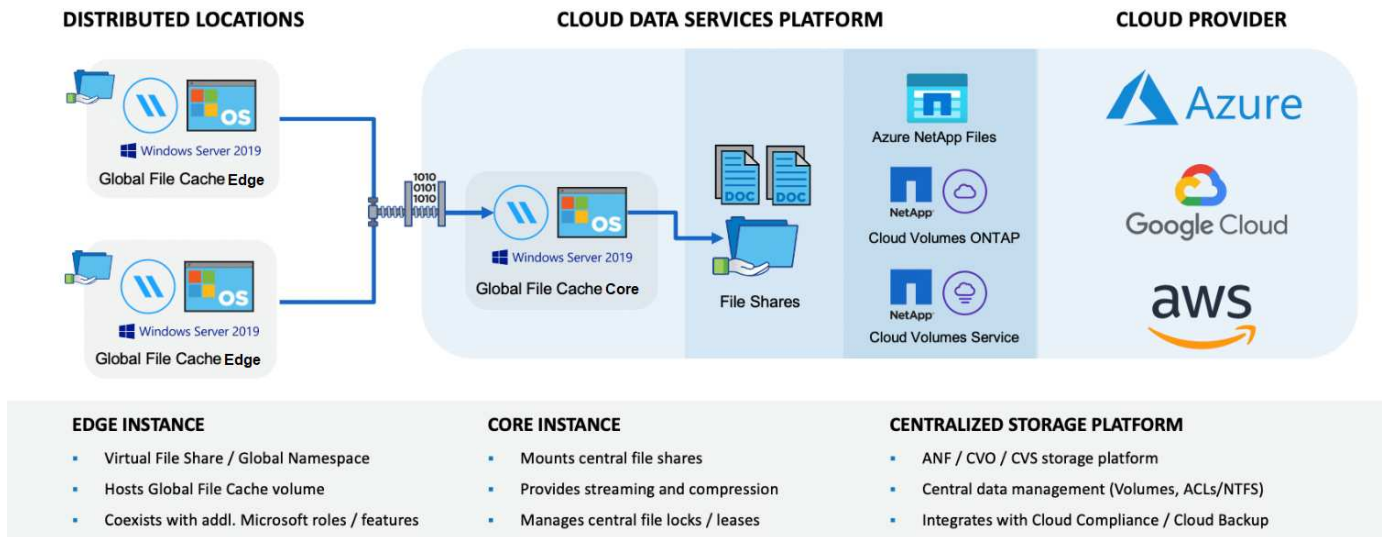 DISTRIBUTED LOCATIONS
CLOUD DATA SERVICES PLATFORM
CLOUD PROVIDER
OS
Windows Server 2019
Global File Cache Edge
OS
Windows Server 2019
Global File Cache Edge
1010
0101
1010
OS
Windows Server 2019
Global File Cache Core
DOC
DOC
File Shares
Azure NetApp Files
NetApp
Cloud Volumes ONTAP
NetApp
Cloud Volumes Service
Azure
Google Cloud
aws
EDGE INSTANCE
▪ Virtual File Share / Global Namespace
▪ Hosts Global File Cache volume
▪ Coexists with addl. Microsoft roles / features
CORE INSTANCE
▪ Mounts central file shares
▪ Provides streaming and compression
▪ Manages central file locks / leases
CENTRALIZED STORAGE PLATFORM
▪ ANF / CVO / CVS storage platform
▪ Central data management (Volumes, ACLs/NTFS)
▪ Integrates with Cloud Compliance / Cloud Backup